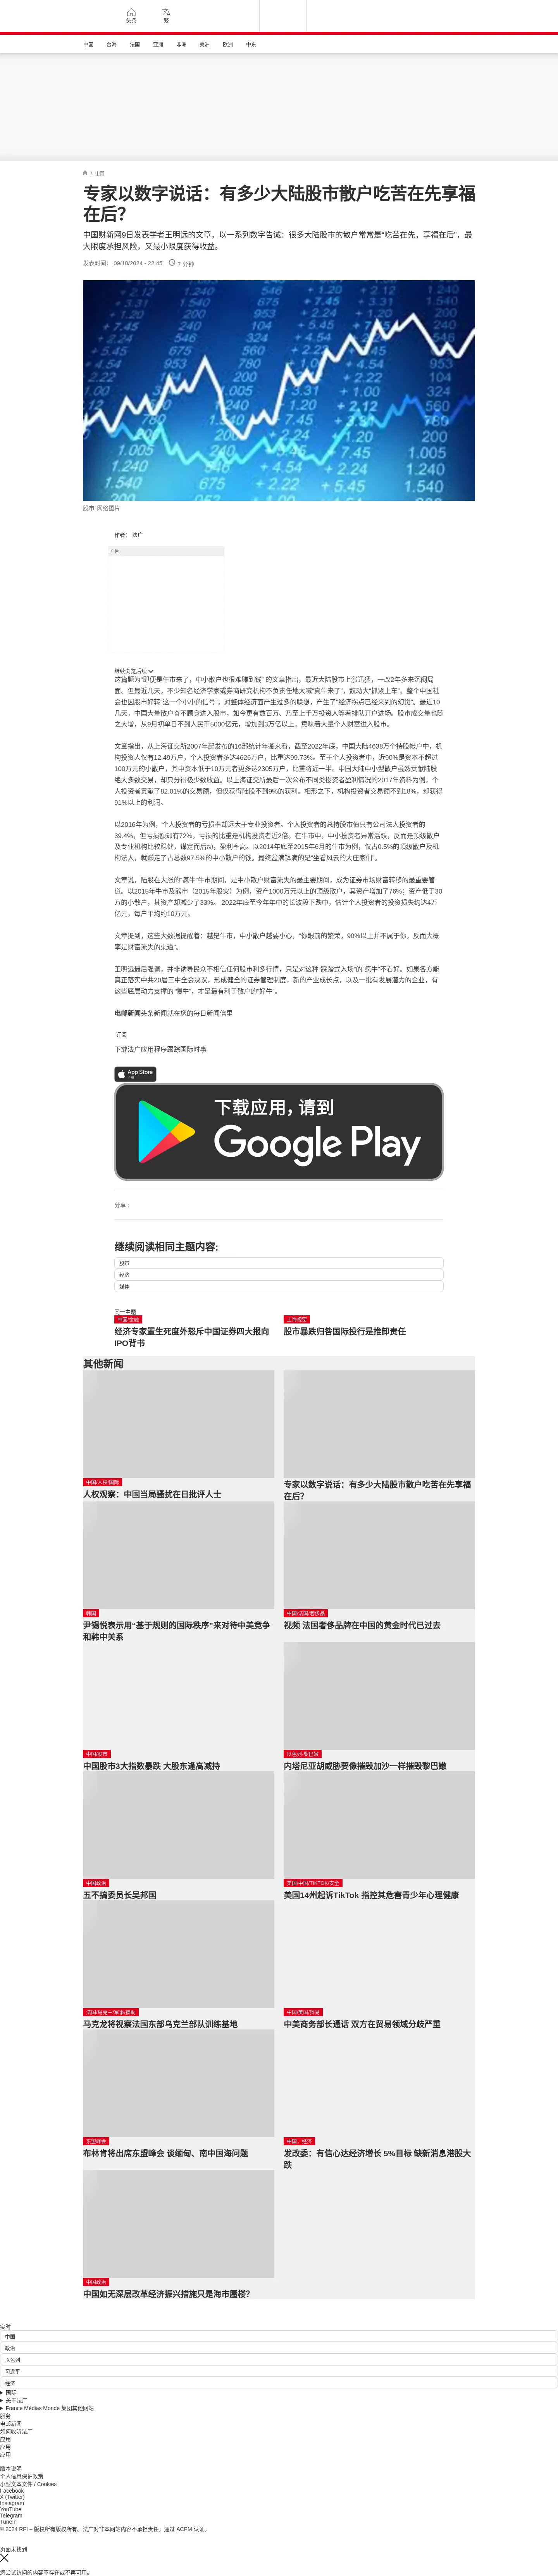 头条
繁
中国
台海
法国
亚洲
非洲
美洲
欧洲
中东
/ 中国
专家以数字说话：有多少大陆股市散户吃苦在先享福
在后？
中国财新网9日发表学者王明远的文章，以一系列数字告诫：很多大陆股市的散户常常是“吃苦在先，享福在后”，最
大限度承担风险，又最小限度获得收益。
发表时间： 09/10/2024 - 22:45
7 分钟
股市 网络图片
作者： 法广
广告
继续浏览后续
这篇题为“即便是牛市来了，中小散户也很难赚到钱” 的文章指出，最近大陆股市上涨迅猛，一改2年多来沉闷局
面。但最近几天，不少知名经济学家或券商研究机构不负责任地大喊“真牛来了”，鼓动大“抓紧上车”，整个中国社
会也因股市好转“这一个小小的信号”，对整体经济面产生过多的联想，产生了“经济拐点已经来到的幻觉”。最近10
几天，中国大量散户奋不顾身进入股市，如今更有数百万、乃至上千万投资人等着排队开户进场。股市成交量也随
之大增，从9月初单日不到人民币5000亿元，增加到3万亿以上，意味着大量个人财富进入股市。
文章指出，从上海证交所2007年起发布的16部统计年鉴来看，截至2022年底，中国大陆4638万个持股帐户中，机
构投资人仅有12.49万户，个人投资者多达4626万户，比重达99.73%。至于个人投资者中，近90%是资本不超过
100万元的小散户，其中资本低于10万元者更多达2305万户，比重将近一半。中国大陆中小型散户虽然贡献陆股
绝大多数交易，却只分得极少数收益。以上海证交所最后一次公布不同类投资者盈利情况的2017年资料为例，个
人投资者贡献了82.01%的交易额，但仅获得陆股不到9%的获利。相形之下，机构投资者交易额不到18%，却获得
91%以上的利润。
以2016年为例，个人投资者的亏损率却远大于专业投资者。个人投资者的总持股市值只有公司法人投资者的
39.4%，但亏损额却有72%，亏损的比重是机构投资者近2倍。在牛市中，中小投资者异常活跃，反而是顶级散户
及专业机构比较稳健，谋定而后动，盈利率高。以2014年底至2015年6月的牛市为例，仅占0.5%的顶级散户及机
构法人，就赚走了占总数97.5%的中小散户的钱。最终盆满钵满的是“坐看风云的大庄家们”。
文章说，陆股在大涨的“疯牛”牛市期间，是中小散户财富流失的最主要期间，成为证券市场财富转移的最重要管
道。以2015年牛市及熊市（2015年股灾）为例，资产1000万元以上的顶级散户，其资产增加了76%；资产低于30
万的小散户，其资产却减少了33%。 2022年底至今年年中的长波段下跌中，估计个人投资者的投资损失约达4万
亿元，每户平均约10万元。
文章提到，这些大数据提醒着：越是牛市，中小散户越要小心，“你眼前的繁荣，90%以上并不属于你，反而大概
率是财富流失的渠道”。
王明远最后强调，并非诱导民众不相信任何股市利多行情，只是对这种“踩踏式入场”的“疯牛”不看好。如果各方能
真正落实中共20届三中全会决议，形成健全的证券管理制度，新的产业成长点，以及一批有发展潜力的企业，有
这些底层动力支撑的“慢牛”，才是最有利于散户的“好牛”。
电邮新闻头条新闻就在您的每日新闻信里
订阅
下载法广应用程序跟踪国际时事
App Store
下载
下载应用，请到
Google Play
分享 :
继续阅读相同主题内容:
股市
经济
媒体
同一主题
中国/金融
经济专家置生死度外怒斥中国证券四大报向
IPO背书
上海视窗
股市暴跌归咎国际投行是推卸责任
其他新闻
中国/人权/国际
人权观察：中国当局骚扰在日批评人士
专家以数字说话：有多少大陆股市散户吃苦在先享福
在后？
韩国
尹锡悦表示用“基于规则的国际秩序”来对待中美竞争
和韩中关系
中国/法国/奢侈品
视频 法国奢侈品牌在中国的黄金时代已过去
中国/股市
中国股市3大指数暴跌 大股东逢高减持
以色列-黎巴嫩
内塔尼亚胡威胁要像摧毁加沙一样摧毁黎巴嫩
中国政治
五不搞委员长吴邦国
美国/中国/TIKTOK/安全
美国14州起诉TikTok 指控其危害青少年心理健康
法国/乌克兰/军事/援助
马克龙将视察法国东部乌克兰部队训练基地
中国/美国/贸易
中美商务部长通话 双方在贸易领域分歧严重
东盟峰会
布林肯将出席东盟峰会 谈缅甸、南中国海问题
中国、经济
发改委：有信心达经济增长 5%目标 缺新消息港股大
跌
中国政治
中国如无深层改革经济振兴措施只是海市蜃楼？
实时
中国
政治
以色列
习近平
经济
国际
关于法广
France Médias Monde 集团其他网站
服务
电邮新闻
如何收听法广
应用
应用
应用
版本说明
个人信息保护政策
小型文本文件 / Cookies
Facebook
X (Twitter)
Instagram
YouTube
Telegram
TuneIn
© 2024 RFI – 版权所有版权所有。法广对非本网站内容不承担责任。通过 ACPM 认证。
页面未找到
您尝试访问的内容不存在或不再可用。